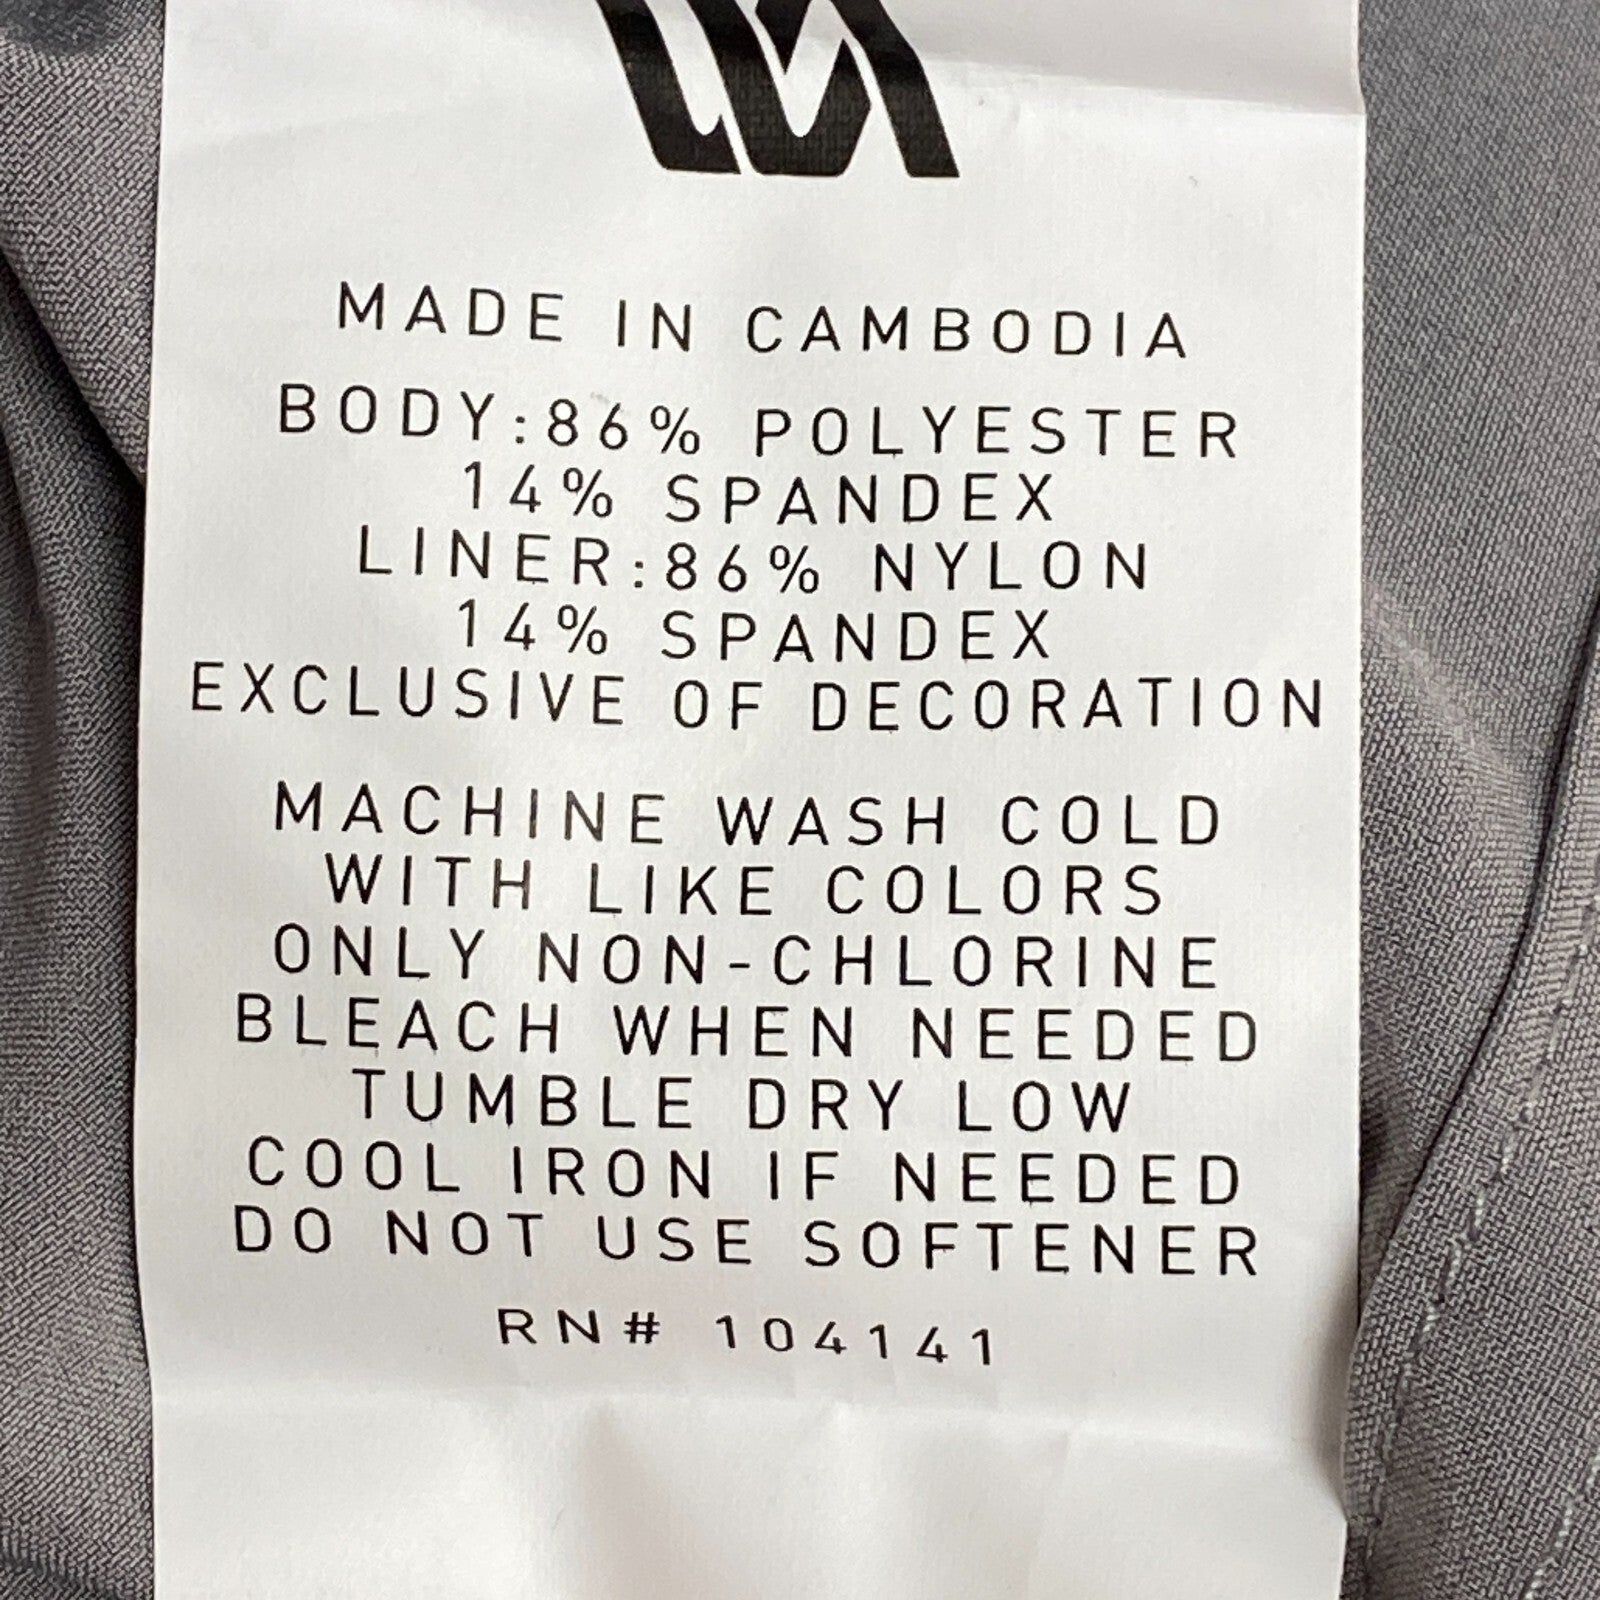 MADE IN CAMBODIA
BODY:86% POLYESTER
14% SPANDEX
LINER:86% NYLON
14% SPANDEX
EXCLUSIVE OF DECORATION
MACHINE WASH COLD
WITH LIKE COLORS
ONLY NON-CHLORINE
BLEACH WHEN NEEDED
TUMBLE DRY LOW
COOL IRON IF NEEDED
DO NOT USE SOFTENER
RN# 104141